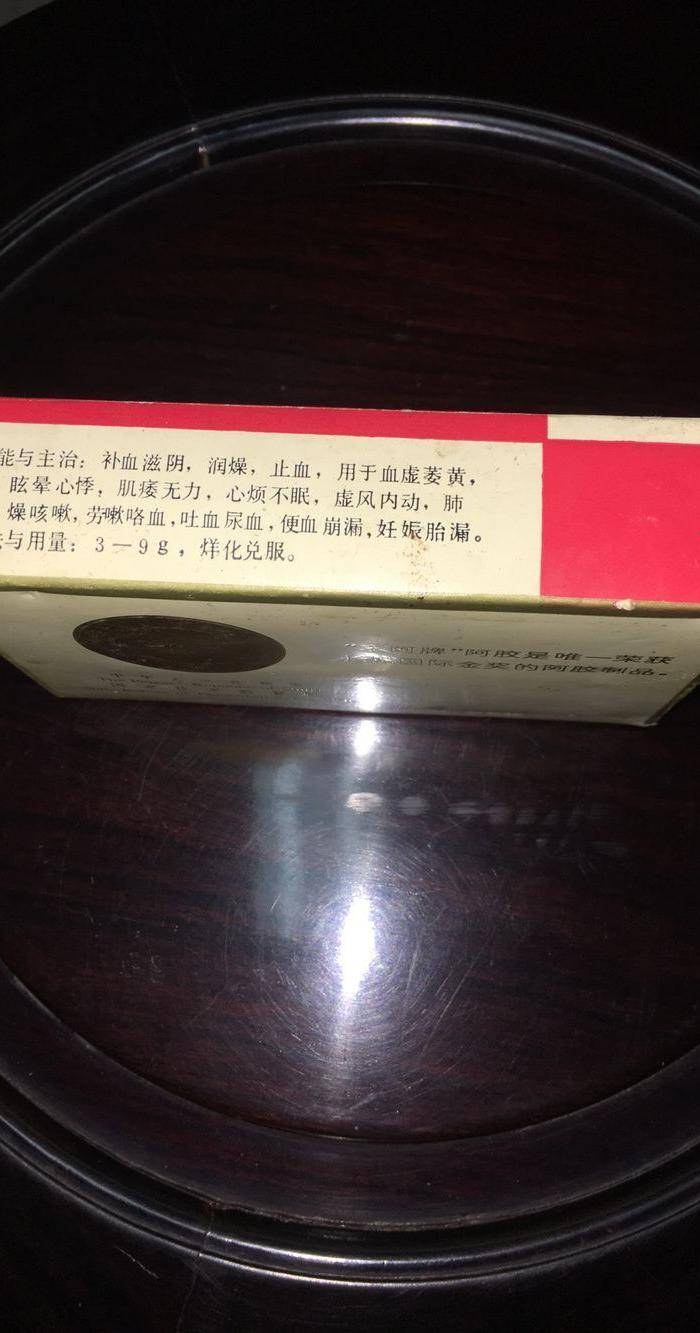 能与主治：补血滋阴，润燥，止血，用于血虚萎黄，
眩晕心悸，肌痿无力，心烦不眠，虚风内动，肺
燥咳嗽，劳嗽咯血，吐血尿血，便血崩漏，妊娠胎漏。
与用量：3—9g，烊化兑服。
阿牌"阿胶是唯一荣获
国际金奖的阿胶制品。